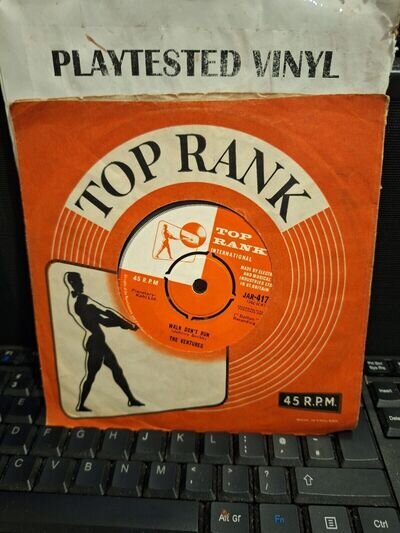 PLAYTESTED VINYL
TOP RANK
TOP
RANK
INTERNATIONAL
45 R.P.M.
MADE BY ELECTRA
AND MUSICAL
INDUSTRIES LTD.
IN GT. BRITAIN
JAR-417
WALK DON'T RUN
THE VENTURES
45 R.P.M.
J K L
C V B N M
Alt Gr Fn Ctrl